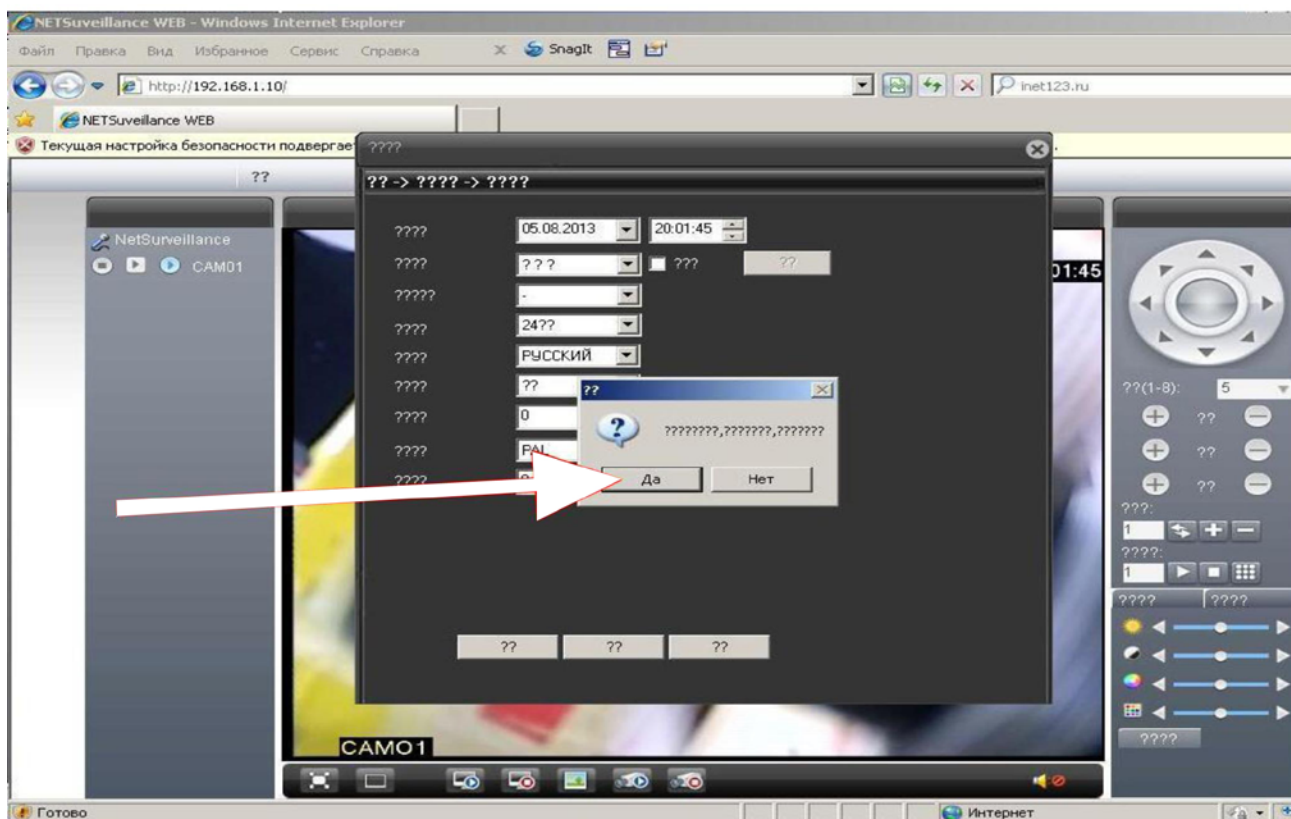 NETSuveillance WEB - Windows Internet Explorer
Файл Правка Вид Избранное Сервис Справка X SnagIt
http://192.168.1.10/ inet123.ru
NETSuveillance WEB
Текущая настройка безопасности подвергае
????
??
?? -> ???? -> ????
NetSurveillance
CAM01
???? 05.08.2013 20:01:45
???? ? ? ? ??? ??
01:45
????? -
???? 24??
???? РУССКИЙ
???? ??
???? 0
???? PAL
????
??
????????,???????,???????
Да Нет
??(1-8): 5
??
??
??
???:
1
????:
1
???? ????
????
?? ?? ??
CAM01
Готово Интернет